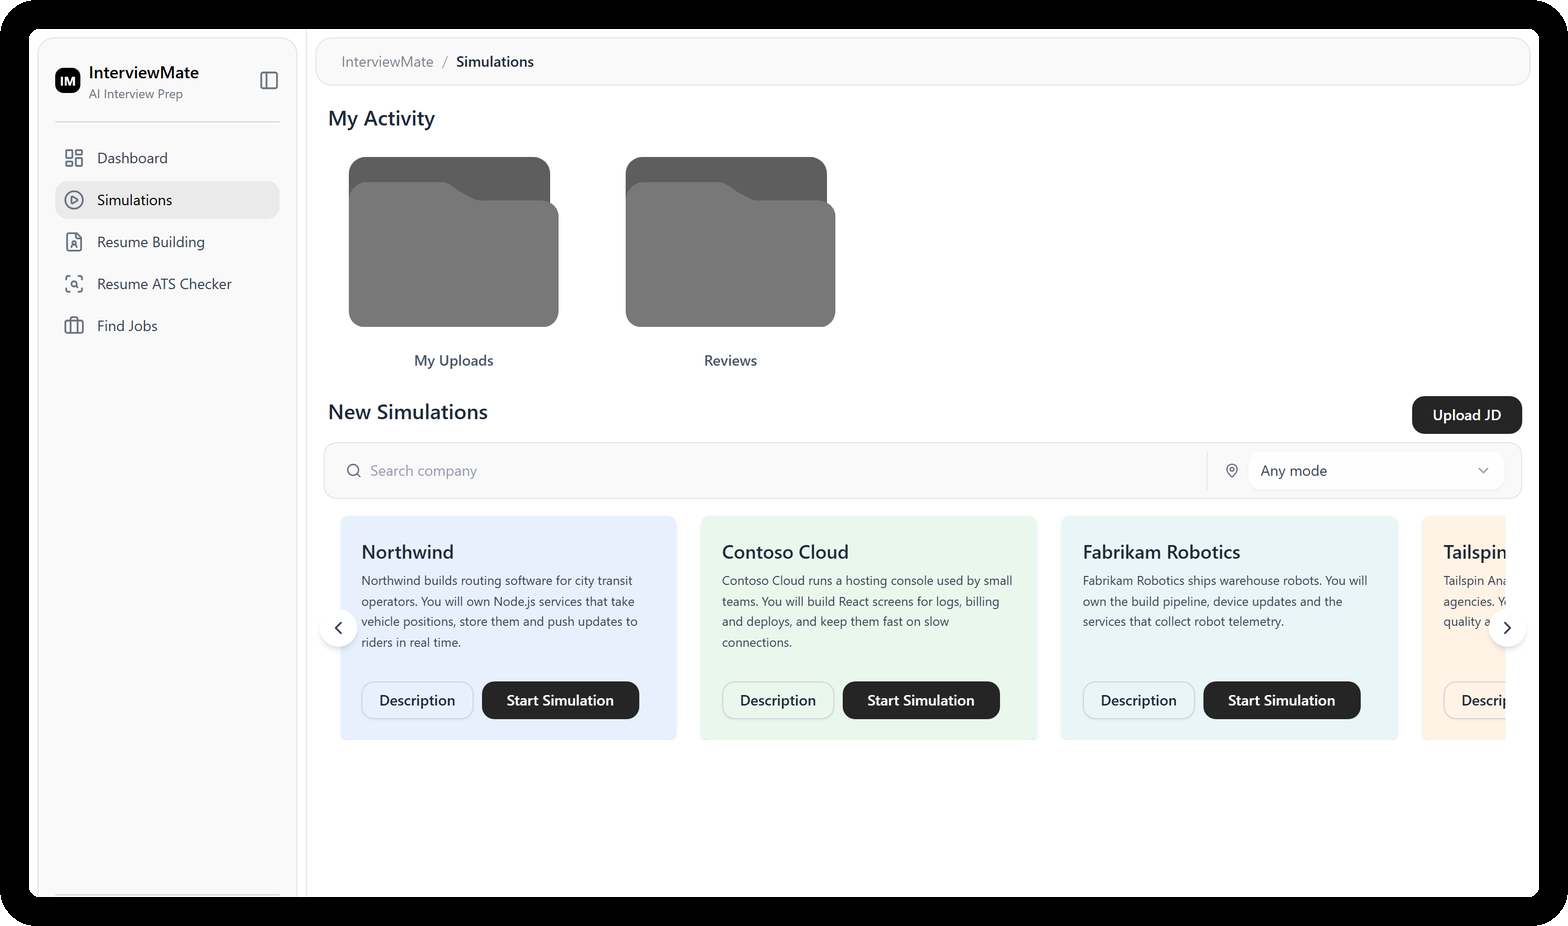 IM
InterviewMate
AI Interview Prep
Dashboard
Simulations
Resume Building
Resume ATS Checker
Find Jobs
InterviewMate / Simulations
My Activity
My Uploads
Reviews
New Simulations
Upload JD
Search company
Any mode
Northwind
Northwind builds routing software for city transit
operators. You will own Node.js services that take
vehicle positions, store them and push updates to
riders in real time.
Description
Start Simulation
Contoso Cloud
Contoso Cloud runs a hosting console used by small
teams. You will build React screens for logs, billing
and deploys, and keep them fast on slow
connections.
Description
Start Simulation
Fabrikam Robotics
Fabrikam Robotics ships warehouse robots. You will
own the build pipeline, device updates and the
services that collect robot telemetry.
Description
Start Simulation
Tailspin
Tailspin
agencies.
quality